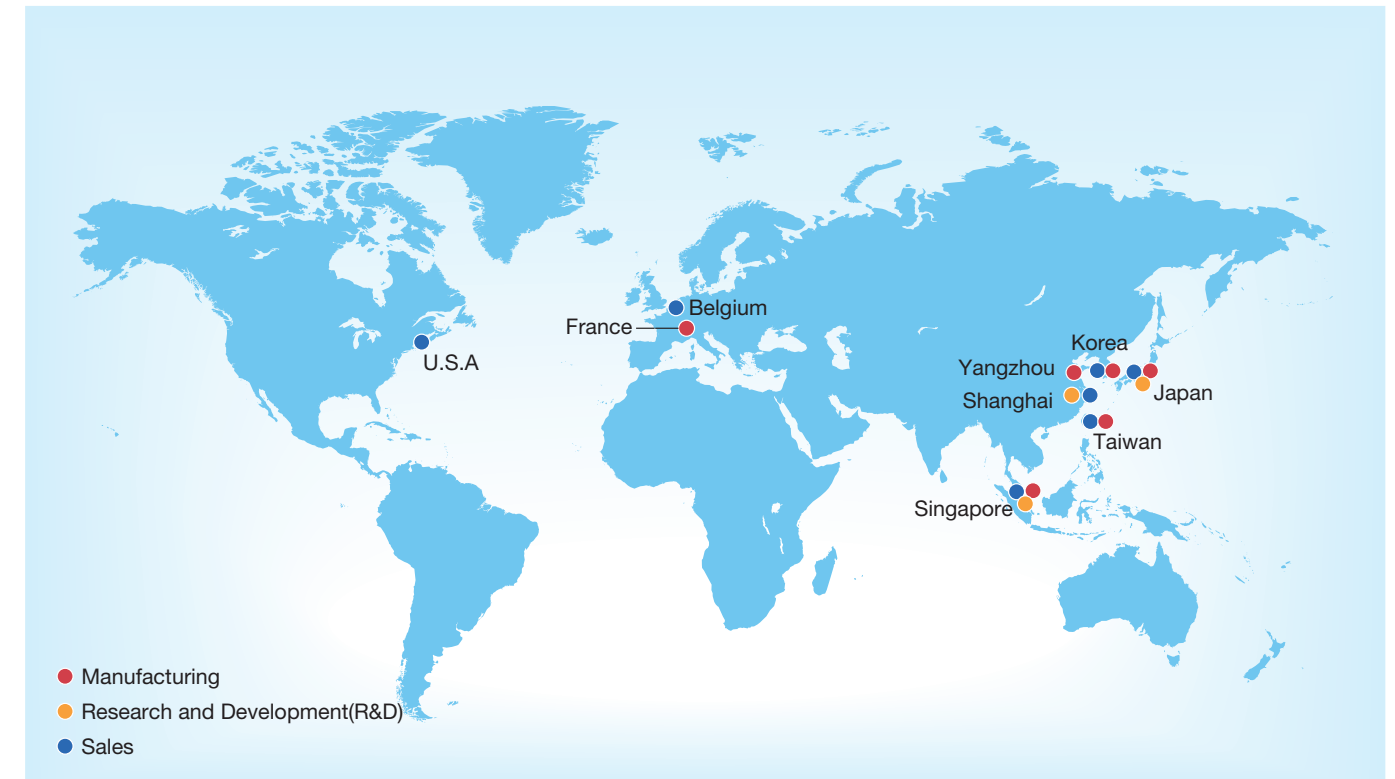 Belgium
France
U.S.A
Korea
Yangzhou
Japan
Shanghai
Taiwan
Singapore
Manufacturing
Research and Development(R&D)
Sales